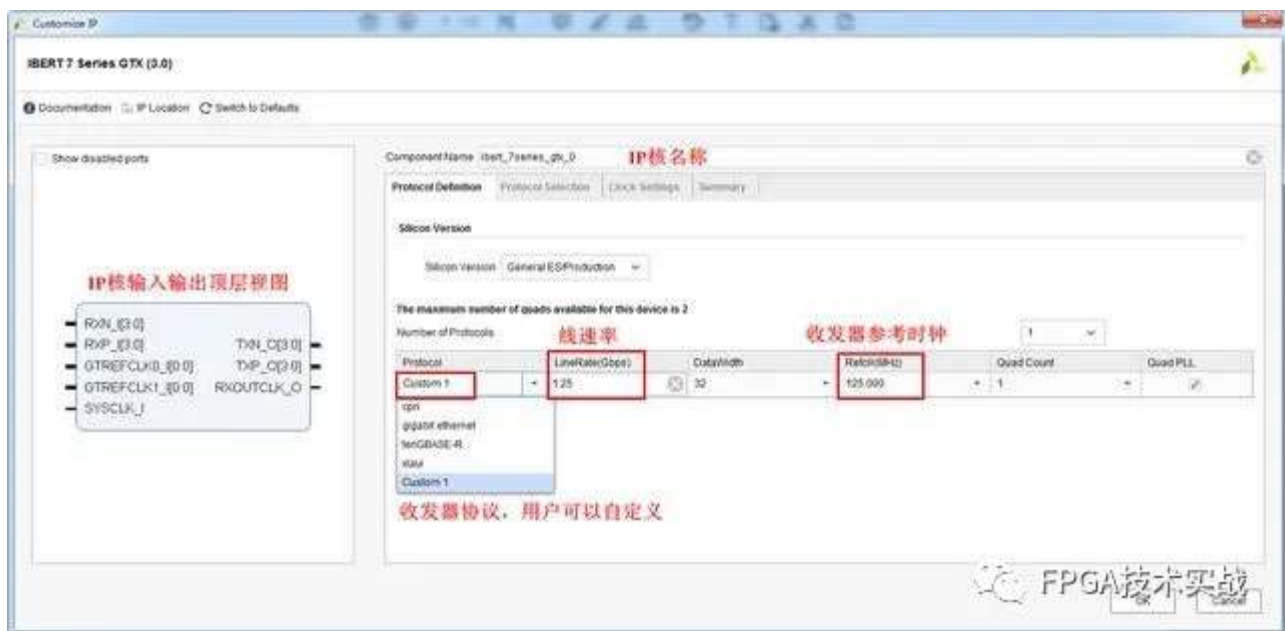 Customize IP
IBERT 7 Series GTX (3.0)
Documentation IP Location Switch to Defaults
Show disabled ports
Component Name ibert_7series_gtx_0 IP核名称
Protocol Definition Protocol Selection Clock Settings Summary
Silicon Version
Silicon Version General ES/Production
IP核输入输出顶层视图
The maximum number of quads available for this device is 2
Number of Protocols 线速率 收发器参考时钟 1
Protocol LineRate(Gbps) DataWidth Refclk(MHz) Quad Count Quad PLL
Custom 1 1.25 32 125.000 1
cpri
gigabit ethernet
tenGBASE-R
xaui
Custom 1
收发器协议，用户可以自定义
RXN_I[3:0]
RXP_I[3:0] TXN_O[3:0]
GTREFCLK0_I[0:0] TXP_O[3:0]
GTREFCLK1_I[0:0] RXOUTCLK_O
SYSCLK_I
FPGA技术实战
OK Cancel